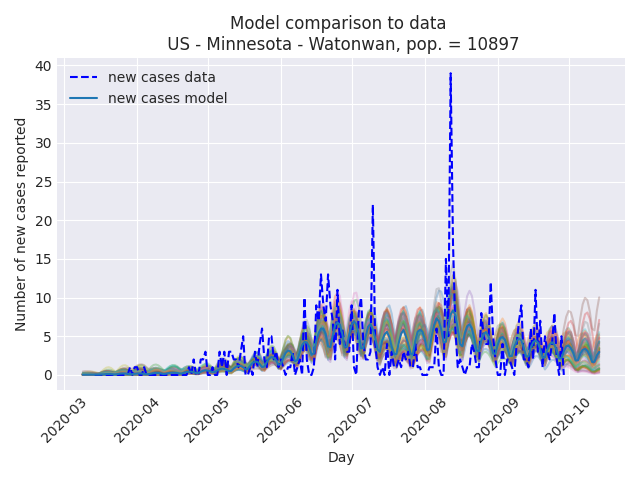 Model comparison to data
US - Minnesota - Watonwan, pop. = 10897
new cases data
new cases model
Number of new cases reported
40
35
30
25
20
15
10
5
0
2020-03
2020-04
2020-05
2020-06
2020-07
2020-08
2020-09
2020-10
Day